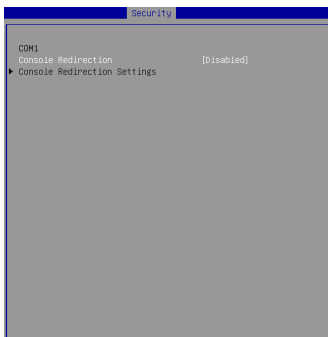 Security
COM1
Console Redirection [Disabled]
Console Redirection Settings